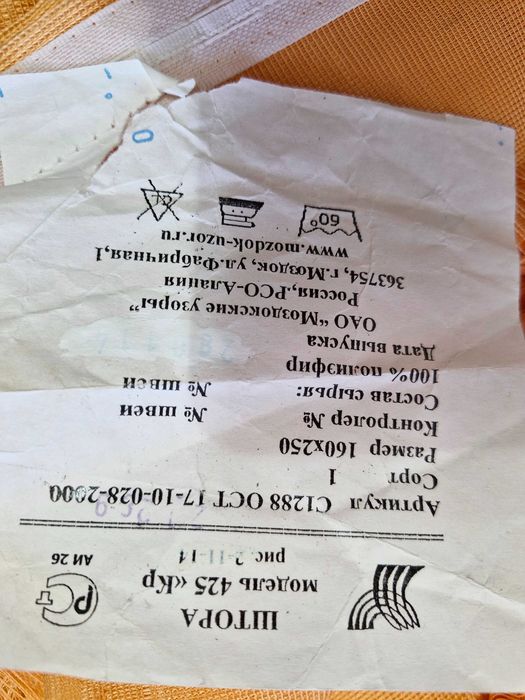 ШТОРА
модель 425 «Кр
рис. 2-11-14
РСТ
АИ 26
Артикул С1288 ОСТ 17-10-028-2000
Сорт 1
Размер 160х250
Контролер № № швеи
Состав сырья: № швеи
100% полиэфир
Дата выпуска
ОАО “Моздокские узоры”
Россия,.РСО-Алания
363754, г.Моздок, ул.Фабричная,1
www.mozdok-uzor.ru
60°